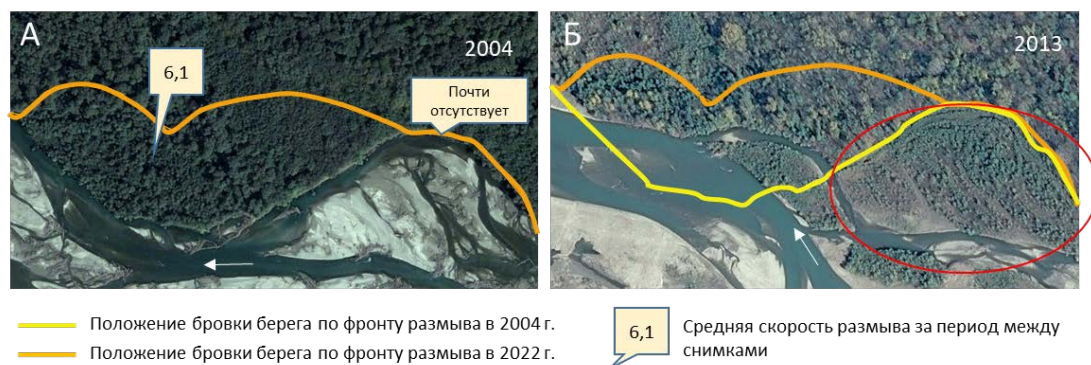 А
2004
6,1
Почти
отсутствует
Б
2013
Положение бровки берега по фронту размыва в 2004 г.
Положение бровки берега по фронту размыва в 2022 г.
6,1
Средняя скорость размыва за период между
снимками